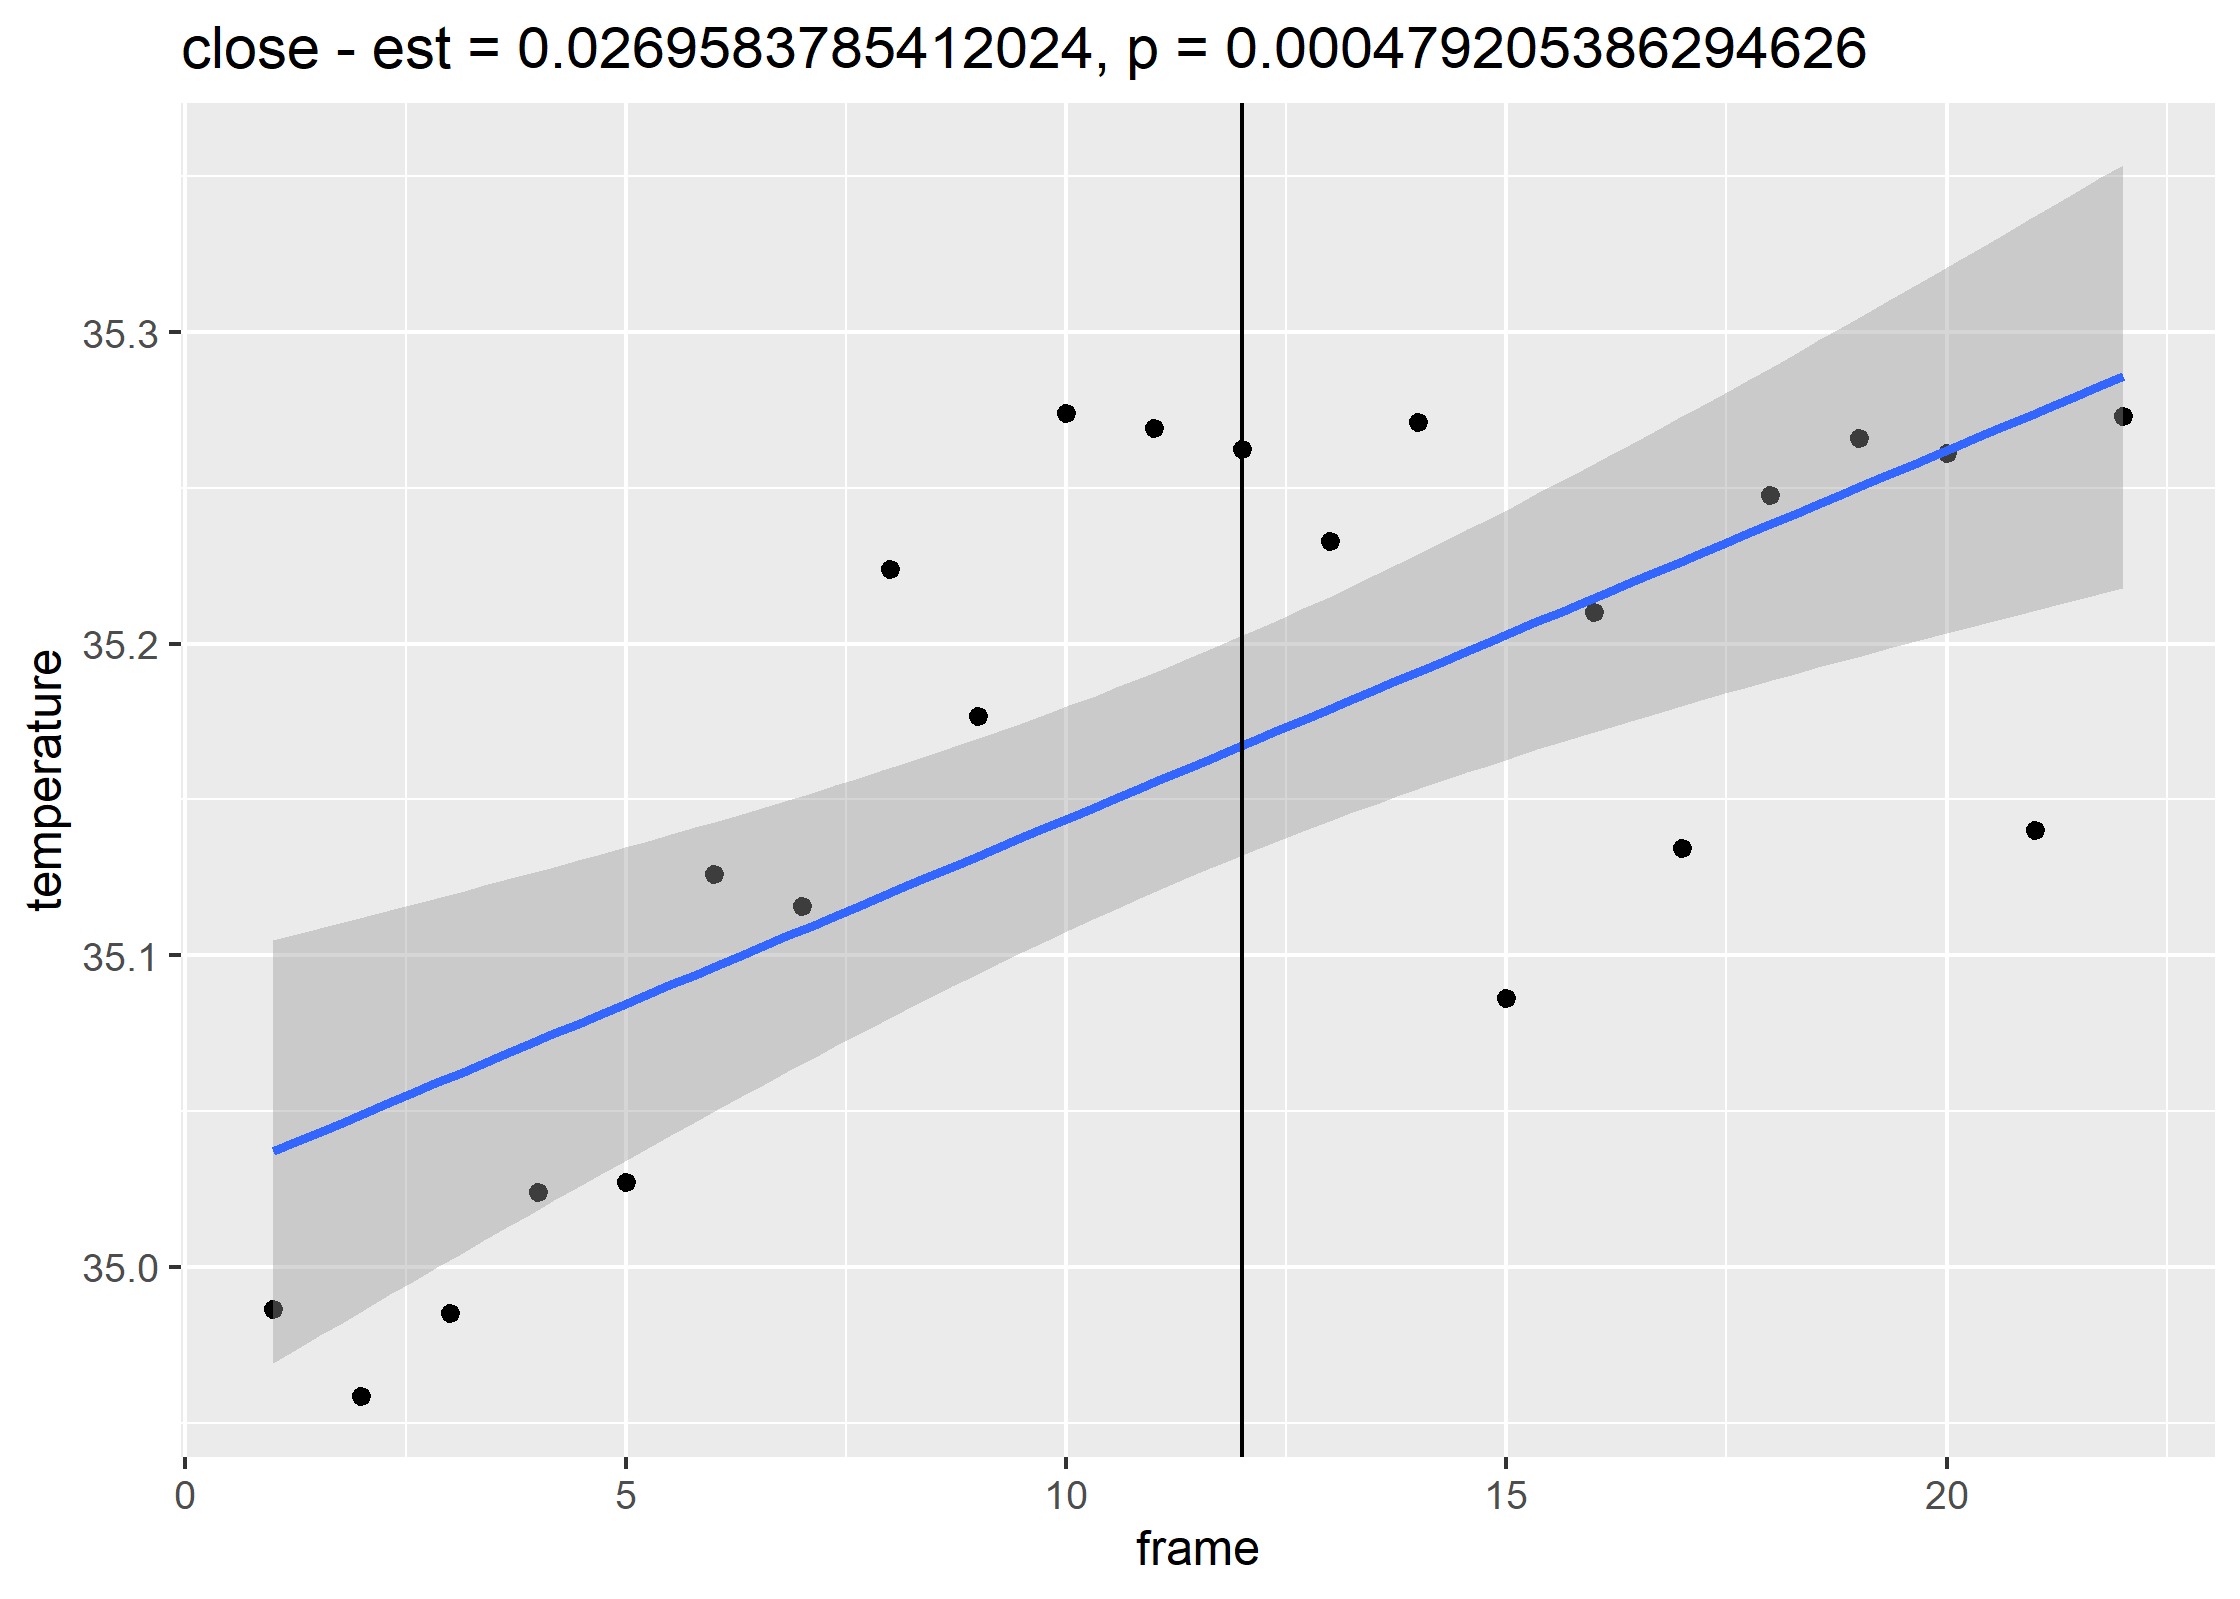 close - est = 0.0269583785412024, p = 0.000479205386294626
35.3
35.2
35.1
35.0
temperature
0 5 10 15 20
frame